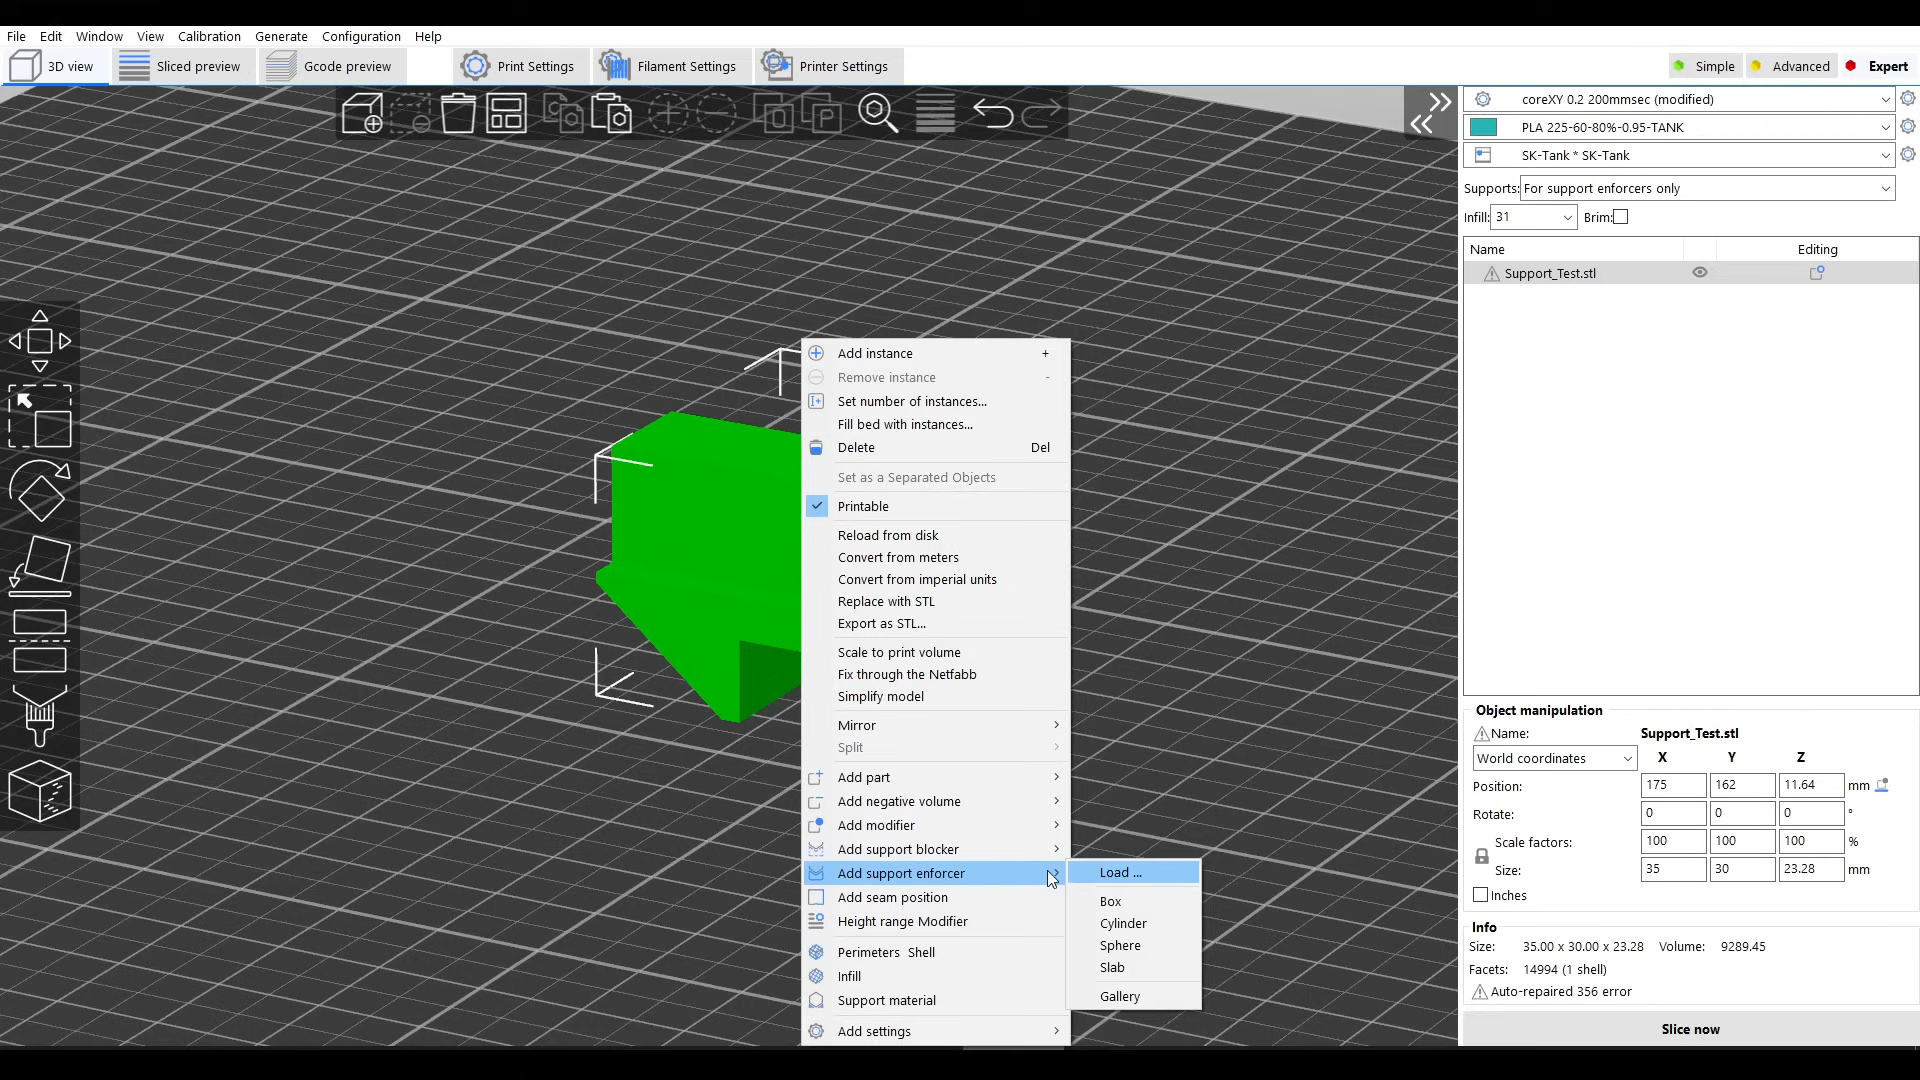 File Edit Window View Calibration Generate Configuration Help
3D view Sliced preview Gcode preview Print Settings Filament Settings Printer Settings Simple Advanced Expert
coreXY 0.2 200mmsec (modified)
PLA 225-60-80%-0.95-TANK
SK-Tank * SK-Tank
Supports: For support enforcers only
Infill: 31 Brim:
Name Editing
Support_Test.stl
Add instance +
Remove instance -
Set number of instances...
Fill bed with instances...
Delete Del
Set as a Separated Objects
Printable
Reload from disk
Convert from meters
Convert from imperial units
Replace with STL
Export as STL...
Scale to print volume
Fix through the Netfabb
Simplify model
Mirror
Split
Add part
Add negative volume
Add modifier
Add support blocker
Add support enforcer
Add seam position
Height range Modifier
Perimeters Shell
Infill
Support material
Add settings
Load ...
Box
Cylinder
Sphere
Slab
Gallery
Object manipulation
Name: Support_Test.stl
World coordinates X Y Z
Position: 175 162 11.64 mm
Rotate: 0 0 0 °
Scale factors: 100 100 100 %
Size: 35 30 23.28 mm
Inches
Info
Size: 35.00 x 30.00 x 23.28 Volume: 9289.45
Facets: 14994 (1 shell)
Auto-repaired 356 error
Slice now